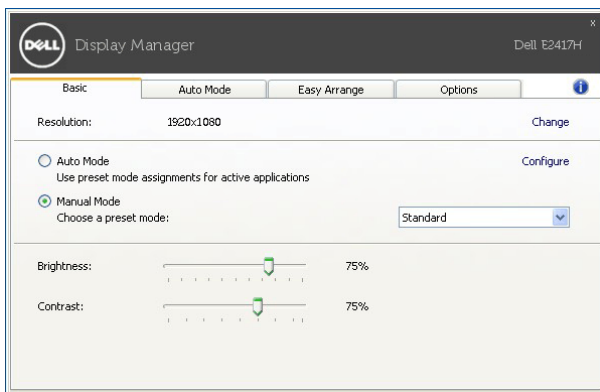 x
DELL Display Manager Dell E2417H
Basic Auto Mode Easy Arrange Options i
Resolution: 1920x1080 Change
Auto Mode Configure
Use preset mode assignments for active applications
Manual Mode
Choose a preset mode: Standard
Brightness: 75%
Contrast: 75%